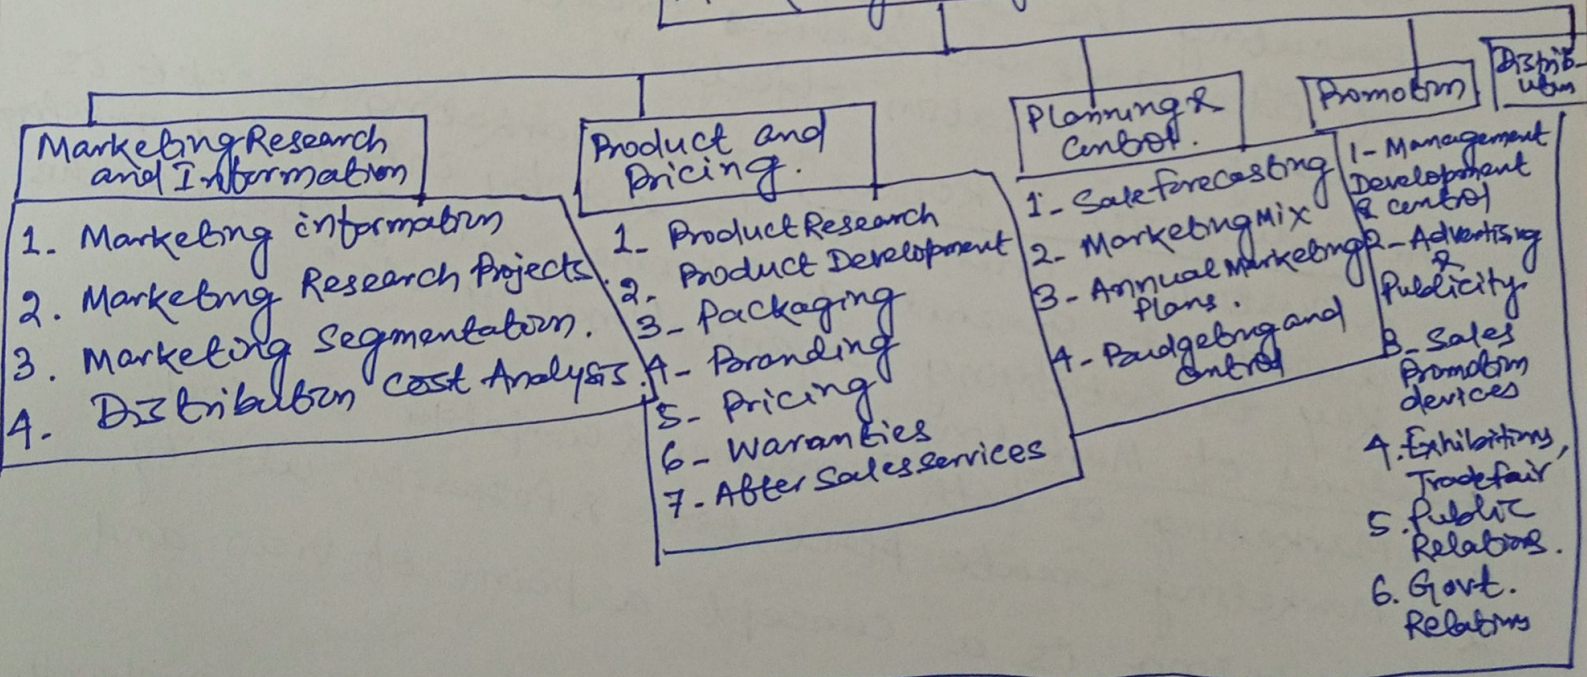 Marketing Research
and Information
1. Marketing information
2. Marketing Research Projects.
3. Marketing Segmentation.
4. Distribution Cost Analysis.
Product and
Pricing.
1- Product Research
2. Product Development
3- Packaging
4- Branding
5- Pricing
6- Waranties
7- After Sales services
Planning &
Control.
1- Sale forecasting
2- Marketing Mix
3- Annual Marketing
Plans.
4- Budgeting and
Control
Promotion
1- Management
Development
& control
2- Advertising
&
Publicity
3- Sales
Promotion
devices
4. Exhibitions,
Trade fair
5. Public
Relations.
6. Govt.
Relations
Distrib-
ution